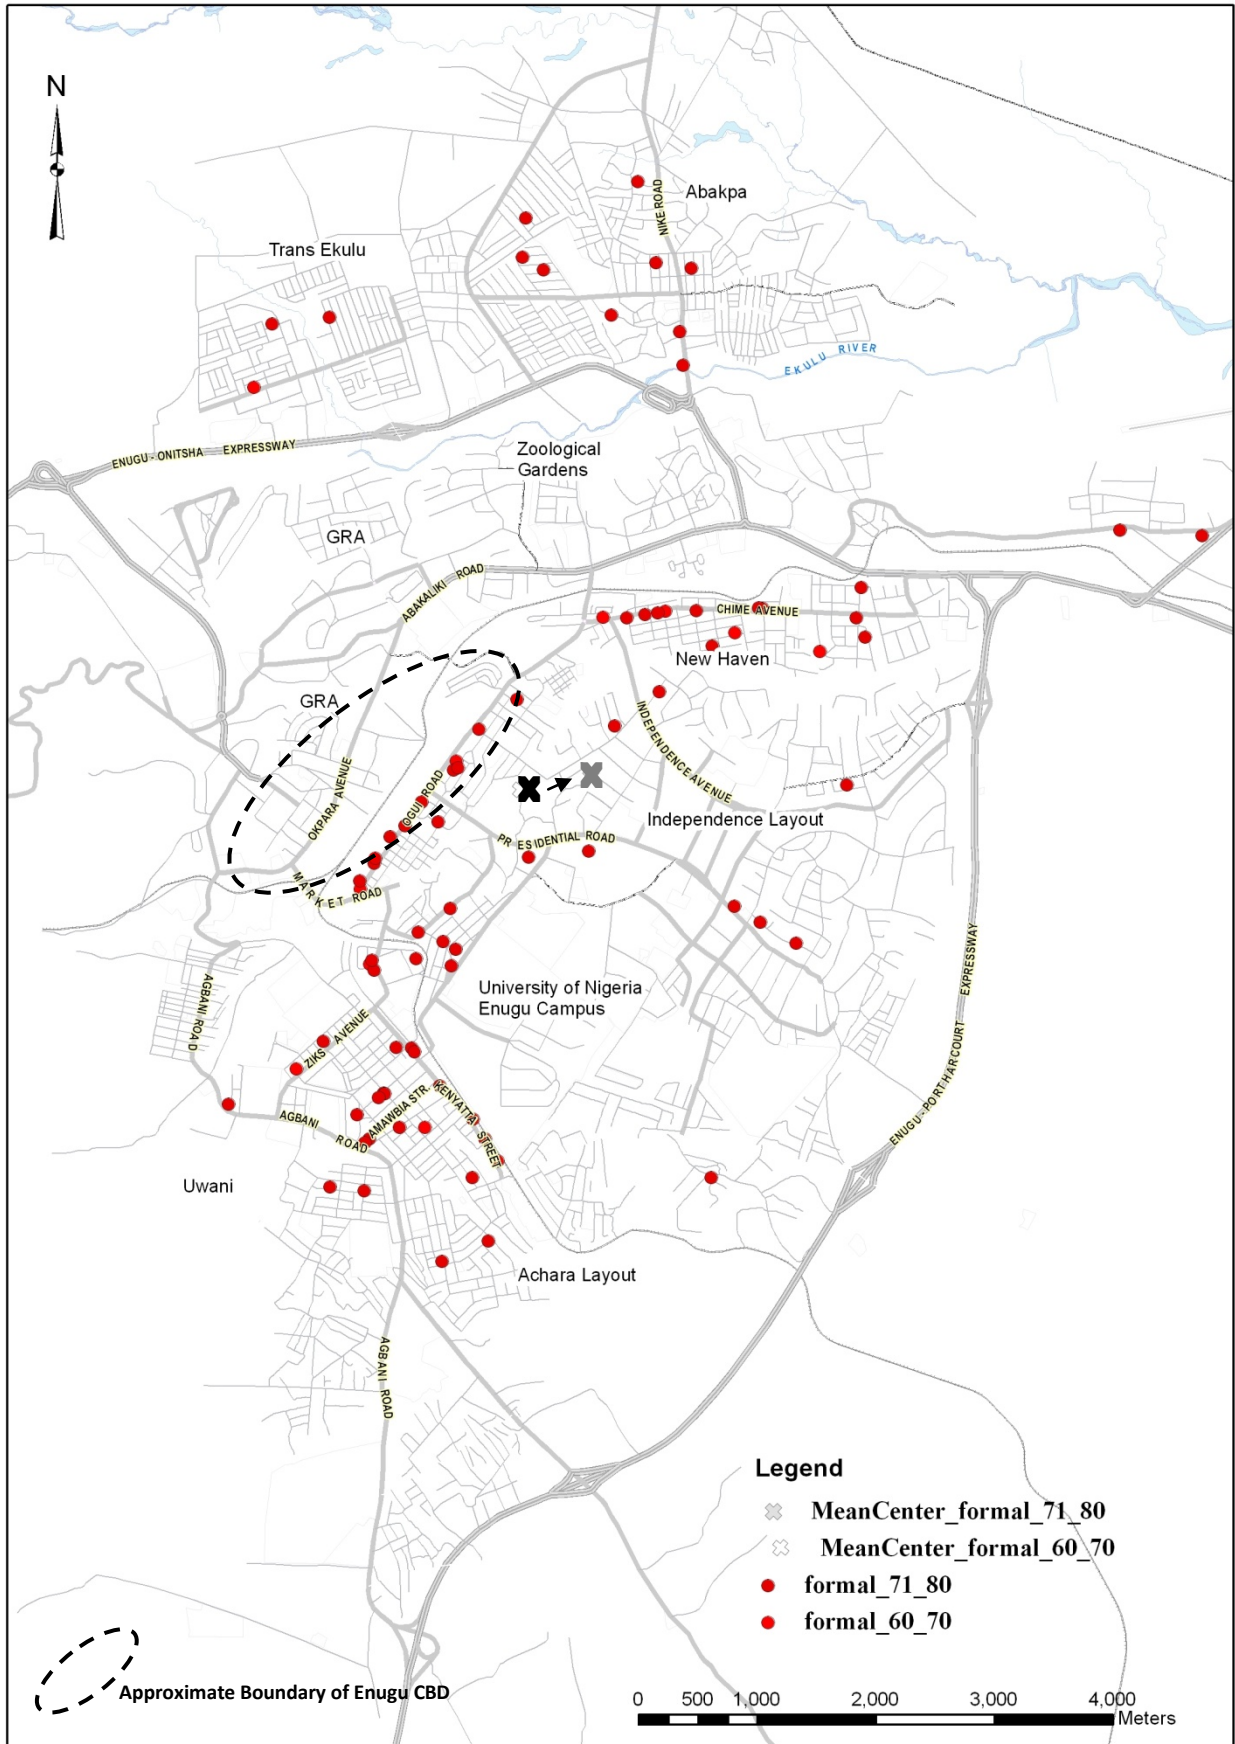 N
Abakpa
NIKE ROAD
Trans Ekulu
EKULU RIVER
ENUGU - ONITSHA EXPRESSWAY
Zoological
Gardens
GRA
ABAKALIKI ROAD
CHIME AVENUE
New Haven
GRA
INDEPENDENCE AVENUE
OKPARA AVENUE
OGUI ROAD
Independence Layout
PRESIDENTIAL ROAD
MARKET ROAD
University of Nigeria
Enugu Campus
AGBANI ROAD
ZIKS AVENUE
ENUGU - PORT HARCOURT EXPRESSWAY
AGBANI ROAD
AMAWBIA STR.
KENYATTA STREET
Uwani
Achara Layout
AGBANI ROAD
Legend
MeanCenter_formal_71_80
MeanCenter_formal_60_70
formal_71_80
formal_60_70
Approximate Boundary of Enugu CBD
0 500 1,000 2,000 3,000 4,000
Meters